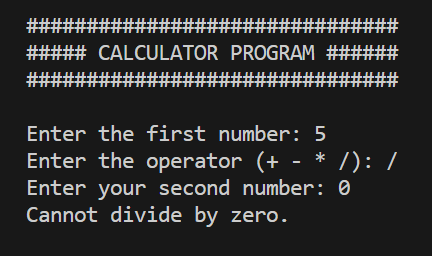 ###############################
##### CALCULATOR PROGRAM ######
###############################
Enter the first number: 5
Enter the operator (+ - * /): /
Enter your second number: 0
Cannot divide by zero.